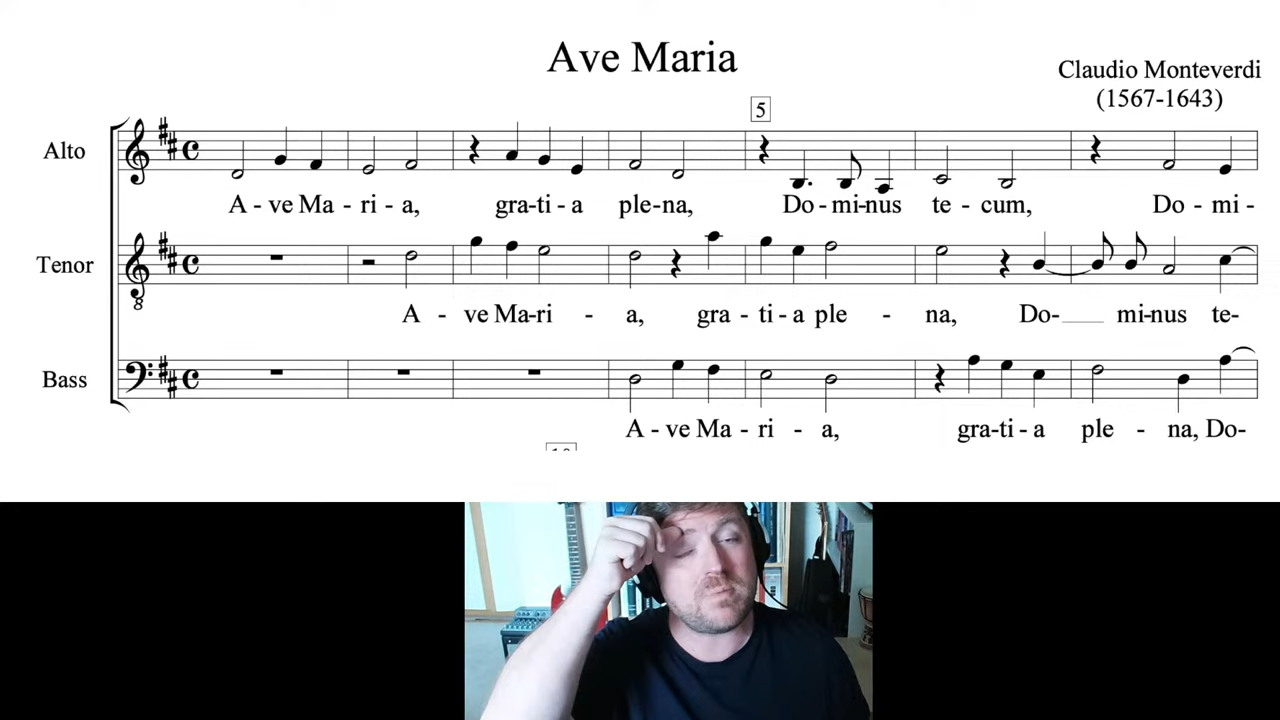 Ave Maria
Claudio Monteverdi
(1567-1643)
5
Alto
A - ve Ma - ri - a, gra-ti - a ple-na, Do-mi-nus te - cum, Do - mi -
Tenor
8
A - ve Ma-ri - a, gra - ti - a ple - na, Do- mi-nus te-
Bass
A - ve Ma - ri - a, gra-ti - a ple - na, Do-